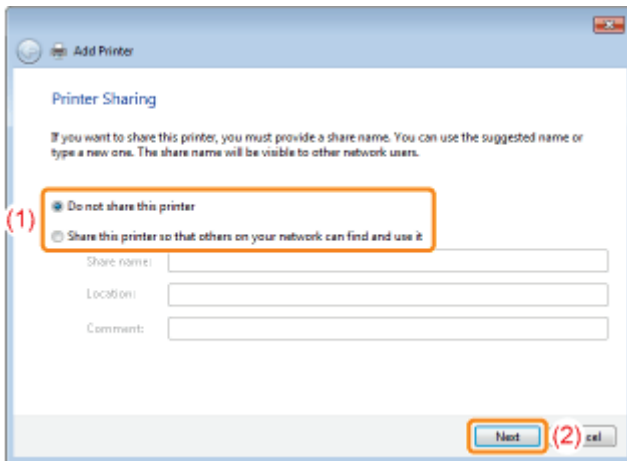 Add Printer
Printer Sharing
If you want to share this printer, you must provide a share name. You can use the suggested name or
type a new one. The share name will be visible to other network users.
(1)
Do not share this printer
Share this printer so that others on your network can find and use it
Share name:
Location:
Comment:
Next (2) cel